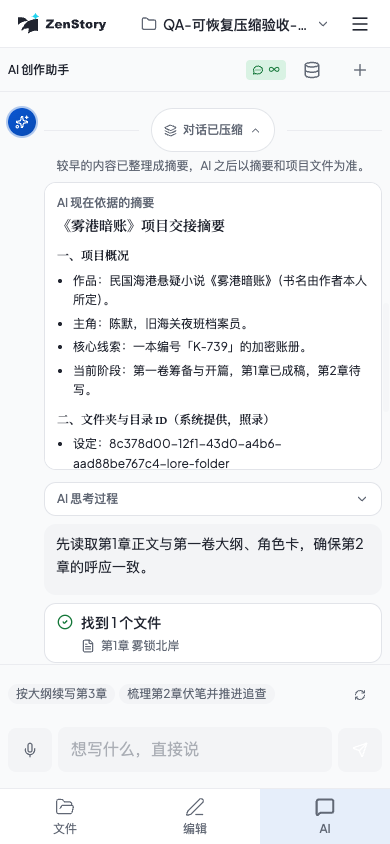 ZenStory
QA-可恢复压缩验收-...
AI 创作助手
对话已压缩
较早的内容已整理成摘要，AI 之后以摘要和项目文件为准。
AI 现在依据的摘要
《雾港暗账》项目交接摘要
一、项目概况
• 作品：民国海港悬疑小说《雾港暗账》（书名由作者本人
所定）。
• 主角：陈默，旧海关夜班档案员。
• 核心线索：一本编号「K-739」的加密账册。
• 当前阶段：第一卷筹备与开篇，第1章已成稿，第2章待
写。
二、文件夹与目录 ID（系统提供，照录）
• 设定：8c378d00-12f1-43d0-a4b6-
aad88be767c4-lore-folder
AI 思考过程
先读取第1章正文与第一卷大纲、角色卡，确保第2
章的呼应一致。
找到 1 个文件
第1章 雾锁北岸
按大纲续写第3章
梳理第2章伏笔并推进追查
想写什么，直接说
文件
编辑
AI